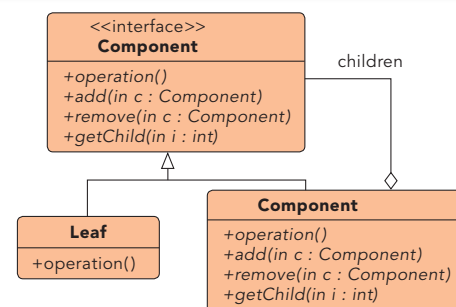 <<interface>>
Component
+operation()
+add(in c : Component)
+remove(in c : Component)
+getChild(in i : int)
children
Leaf
+operation()
Component
+operation()
+add(in c : Component)
+remove(in c : Component)
+getChild(in i : int)